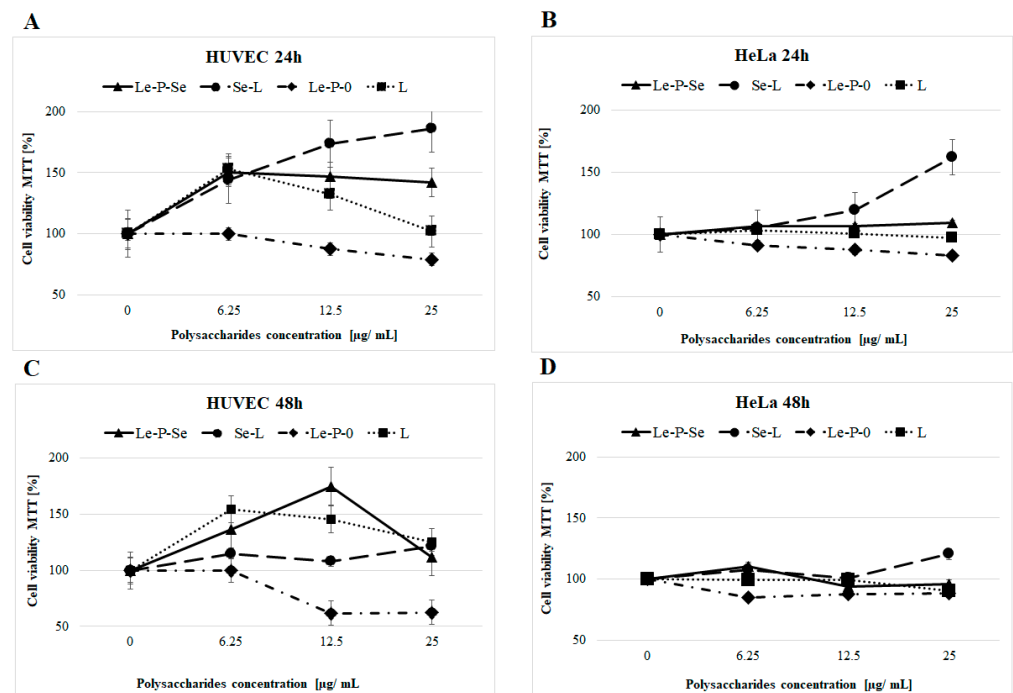 A
HUVEC 24h
Le-P-Se Se-L Le-P-0 L
Cell viability MTT [%]
200
150
100
50
0 6.25 12.5 25
Polysaccharides concentration [µg/ mL]
B
HeLa 24h
Le-P-Se Se-L Le-P-0 L
Cell viability MTT [%]
200
150
100
50
0 6.25 12.5 25
Polysaccharides concentration [µg/ mL]
C
HUVEC 48h
Le-P-Se Se-L Le-P-0 L
Cell viability MTT [%]
200
150
100
50
0 6.25 12.5 25
Polysaccharides concentration [µg/ mL
D
HeLa 48h
Le-P-Se Se-L Le-P-0 L
Cell viability MTT [%]
200
150
100
50
0 6.25 12.5 25
Polysaccharides concentration [µg/ mL]